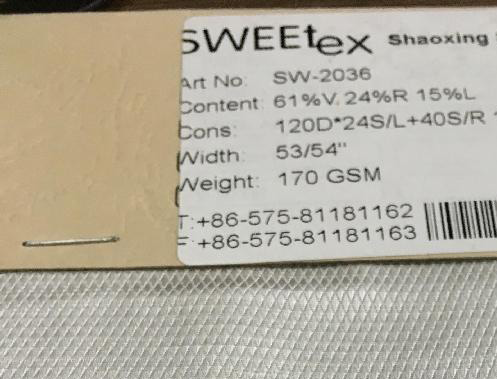 SWEEtex Shaoxing
Art No: SW-2036
Content: 61%V, 24%R 15%L
Cons: 120D*24S/L+40S/R
Width: 53/54"
Weight: 170 GSM
T:+86-575-81181162
F:+86-575-81181163